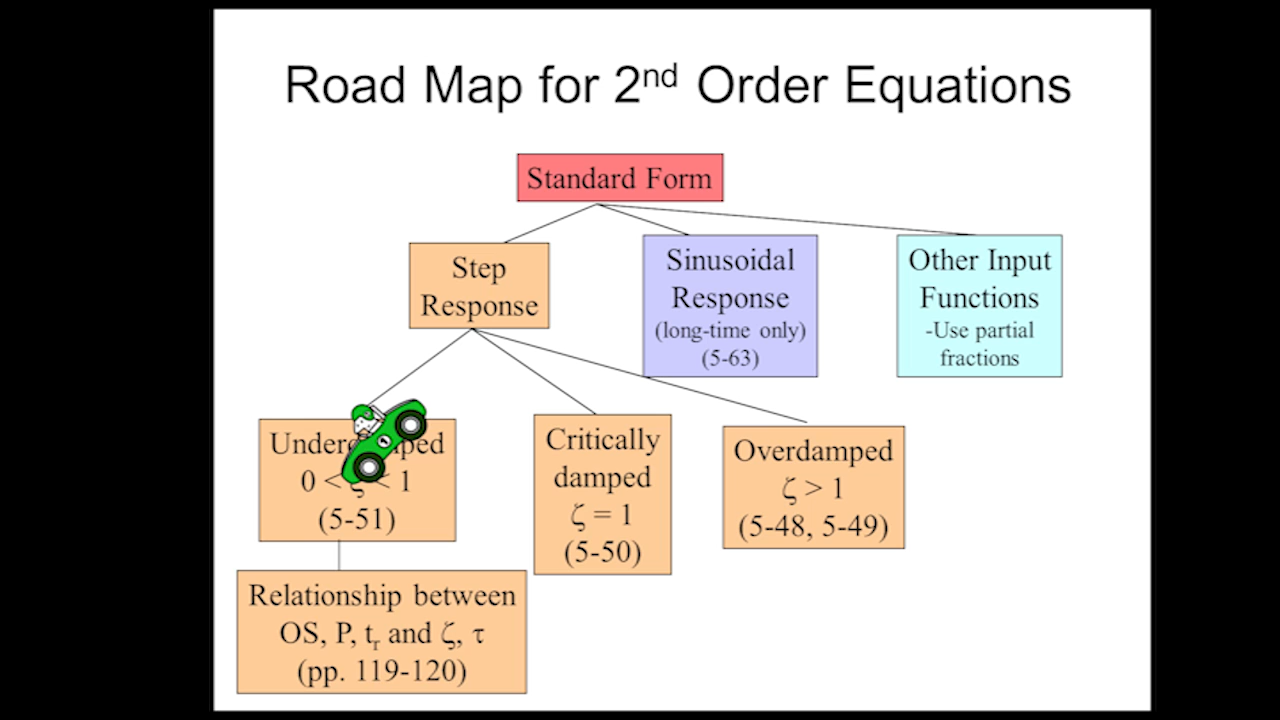 Road Map for 2nd Order Equations
Standard Form
Step
Response
Sinusoidal
Response
(long-time only)
(5-63)
Other Input
Functions
-Use partial
fractions
0 < ζ < 1
(5-51)
Critically
damped
ζ = 1
(5-50)
Overdamped
ζ > 1
(5-48, 5-49)
Relationship between
OS, P, tr and ζ, τ
(pp. 119-120)